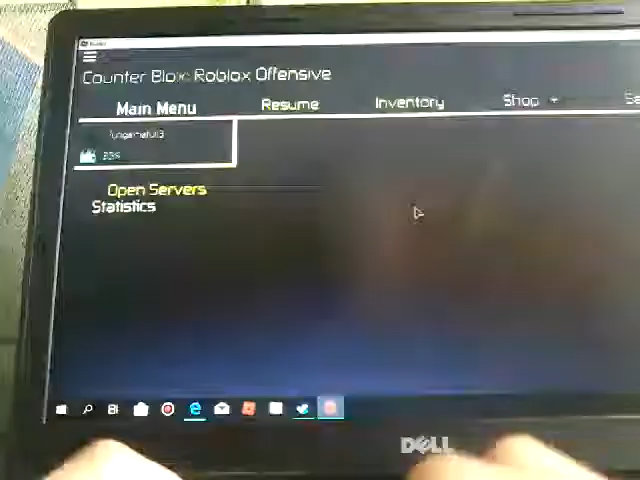 Counter Blox: Roblox Offensive
Main Menu Resume Inventory Shop
Open Servers
Statistics
DELL